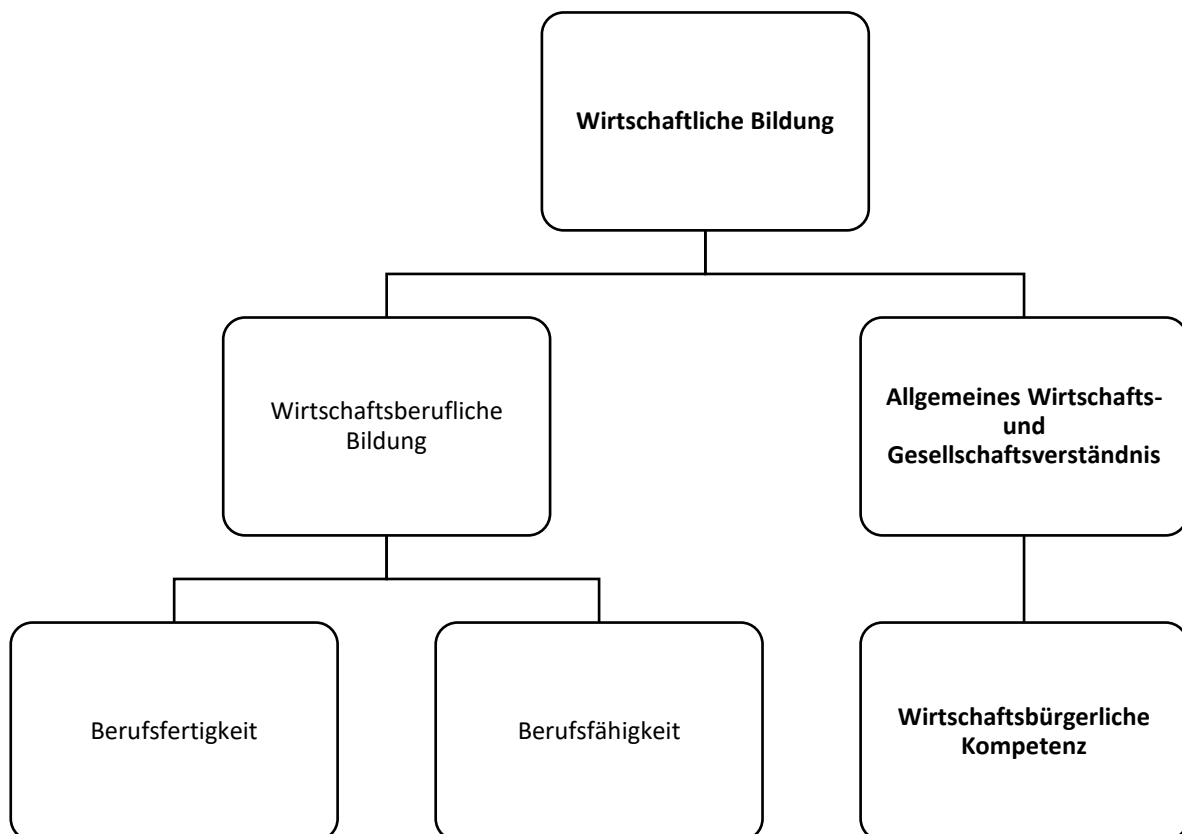 Wirtschaftliche Bildung
Wirtschaftsberufliche
Bildung
Allgemeines Wirtschafts-
und
Gesellschaftsverständnis
Berufsfertigkeit
Berufsfähigkeit
Wirtschaftsbürgerliche
Kompetenz